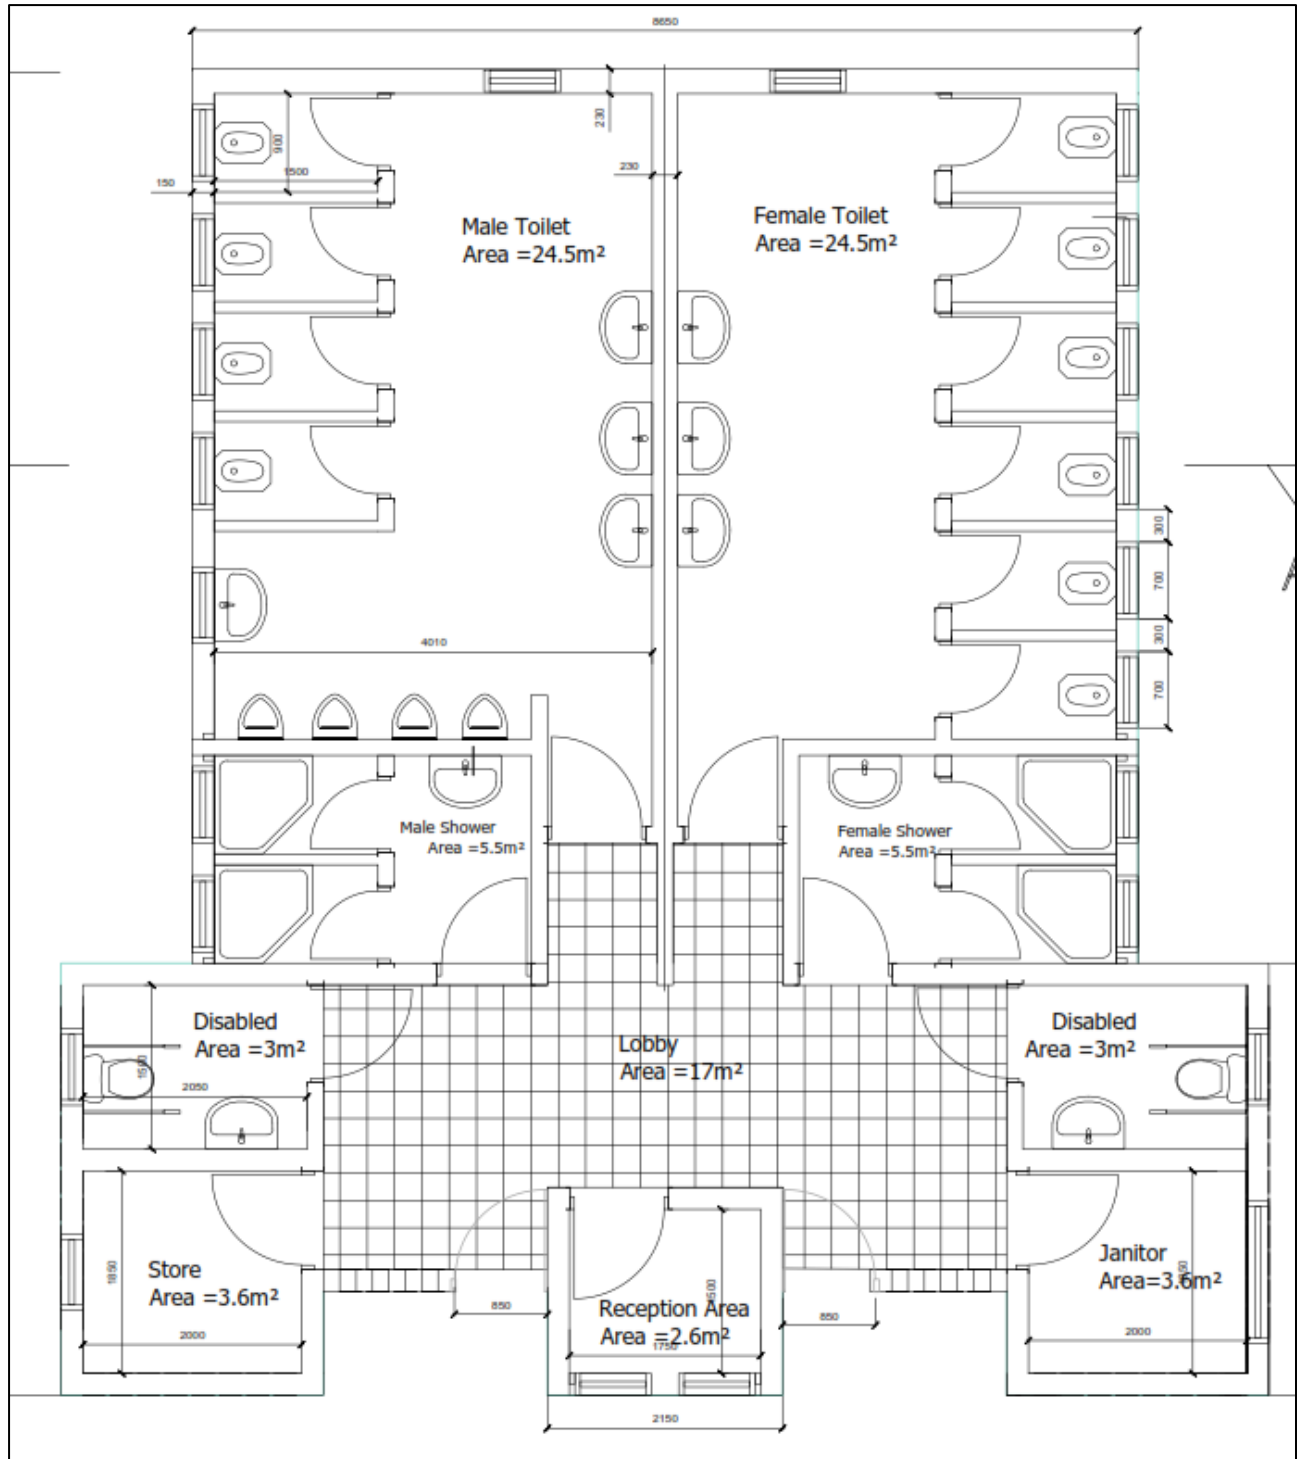 8650
230
900
1500
150
230
Male Toilet
Area =24.5m²
Female Toilet
Area =24.5m²
300
700
300
700
4010
Male Shower
Area =5.5m²
Female Shower
Area =5.5m²
Disabled
Area =3m²
1500
2050
Lobby
Area =17m²
Disabled
Area =3m²
Store
Area =3.6m²
1850
2000
850
Reception Area
Area =2.6m²
1750
850
Janitor
Area=3.6m²
2000
2150